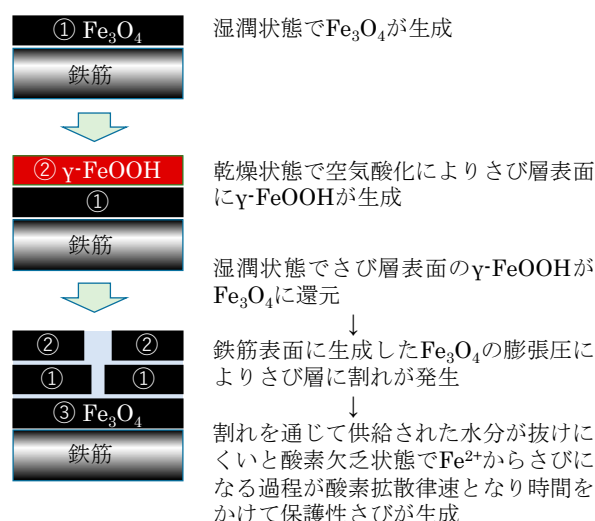 ① Fe₃O₄
鉄筋
湿潤状態でFe₃O₄が生成
② γ-FeOOH
①
鉄筋
乾燥状態で空気酸化によりさび層表面
にγ-FeOOHが生成
湿潤状態でさび層表面のγ-FeOOHが
Fe₃O₄に還元
↓
鉄筋表面に生成したFe₃O₄の膨張圧に
よりさび層に割れが発生
↓
割れを通じて供給された水分が抜けに
くいと酸素欠乏状態でFe²⁺からさびに
なる過程が酸素拡散律速となり時間を
かけて保護性さびが生成
② ②
① ①
③ Fe₃O₄
鉄筋